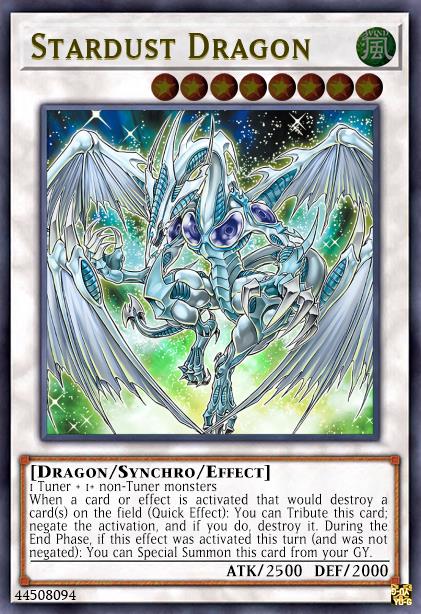 Stardust Dragon
WIND
風
[Dragon/Synchro/Effect]
1 Tuner + 1+ non-Tuner monsters
When a card or effect is activated that would destroy a
card(s) on the field (Quick Effect): You can Tribute this card;
negate the activation, and if you do, destroy it. During the
End Phase, if this effect was activated this turn (and was not
negated): You can Special Summon this card from your GY.
ATK/2500 DEF/2000
44508094